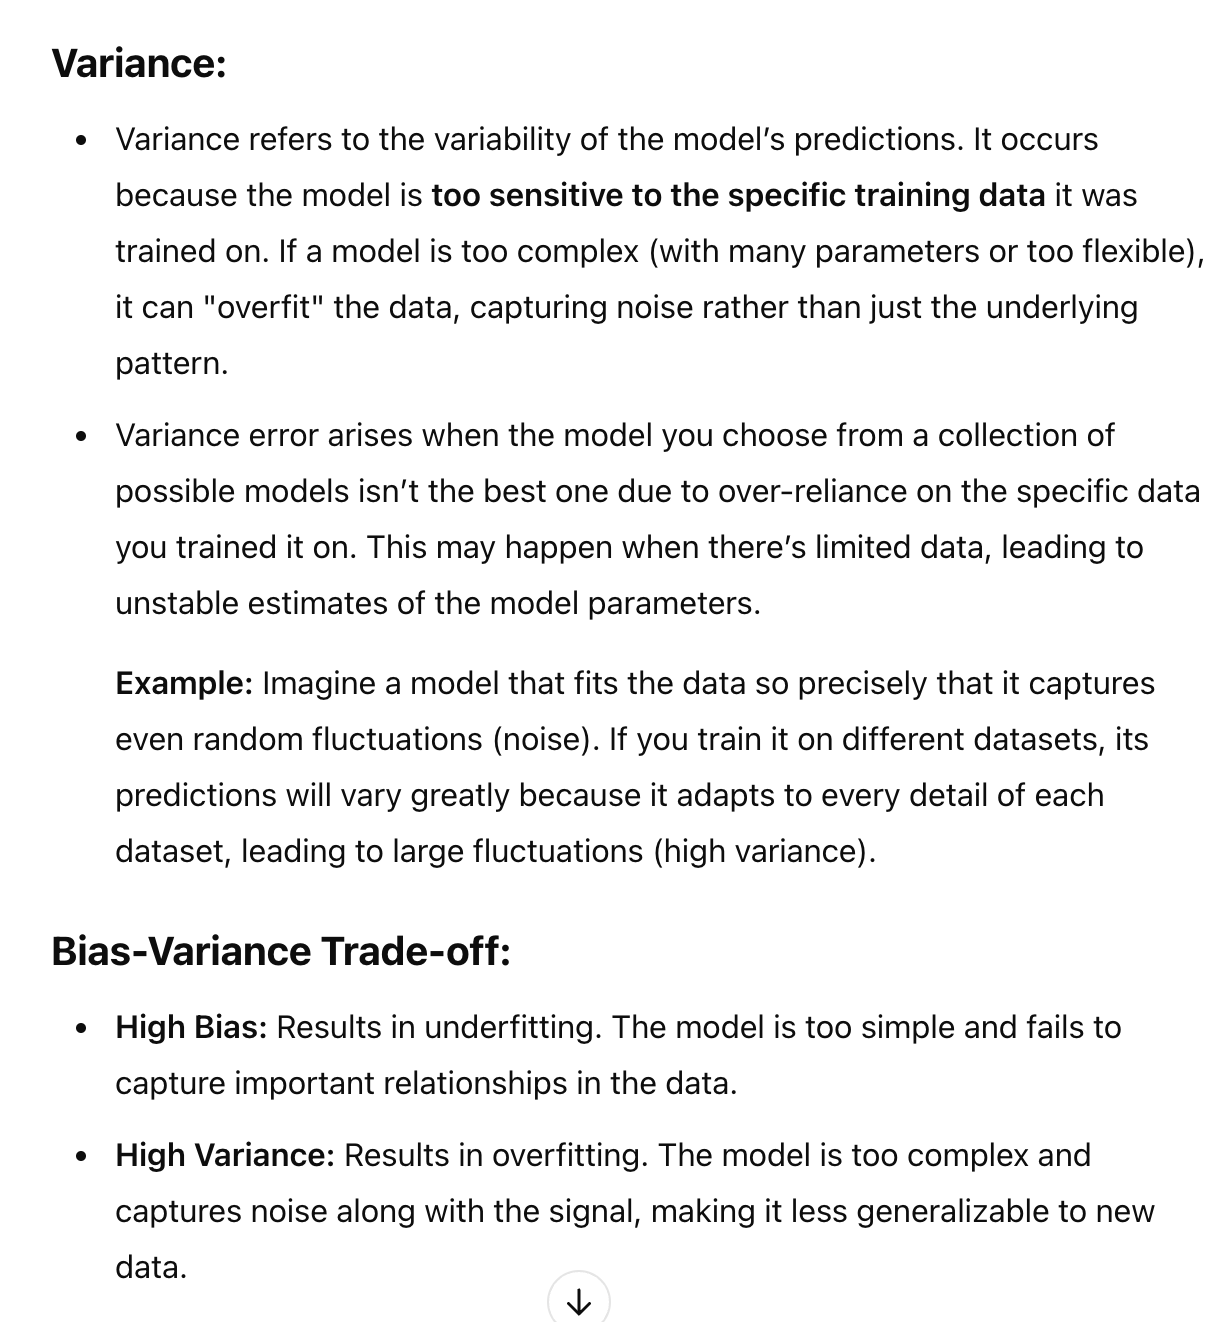 Variance:
• Variance refers to the variability of the model’s predictions. It occurs
because the model is too sensitive to the specific training data it was
trained on. If a model is too complex (with many parameters or too flexible),
it can "overfit" the data, capturing noise rather than just the underlying
pattern.
• Variance error arises when the model you choose from a collection of
possible models isn’t the best one due to over-reliance on the specific data
you trained it on. This may happen when there’s limited data, leading to
unstable estimates of the model parameters.
Example: Imagine a model that fits the data so precisely that it captures
even random fluctuations (noise). If you train it on different datasets, its
predictions will vary greatly because it adapts to every detail of each
dataset, leading to large fluctuations (high variance).
Bias-Variance Trade-off:
• High Bias: Results in underfitting. The model is too simple and fails to
capture important relationships in the data.
• High Variance: Results in overfitting. The model is too complex and
captures noise along with the signal, making it less generalizable to new
data.